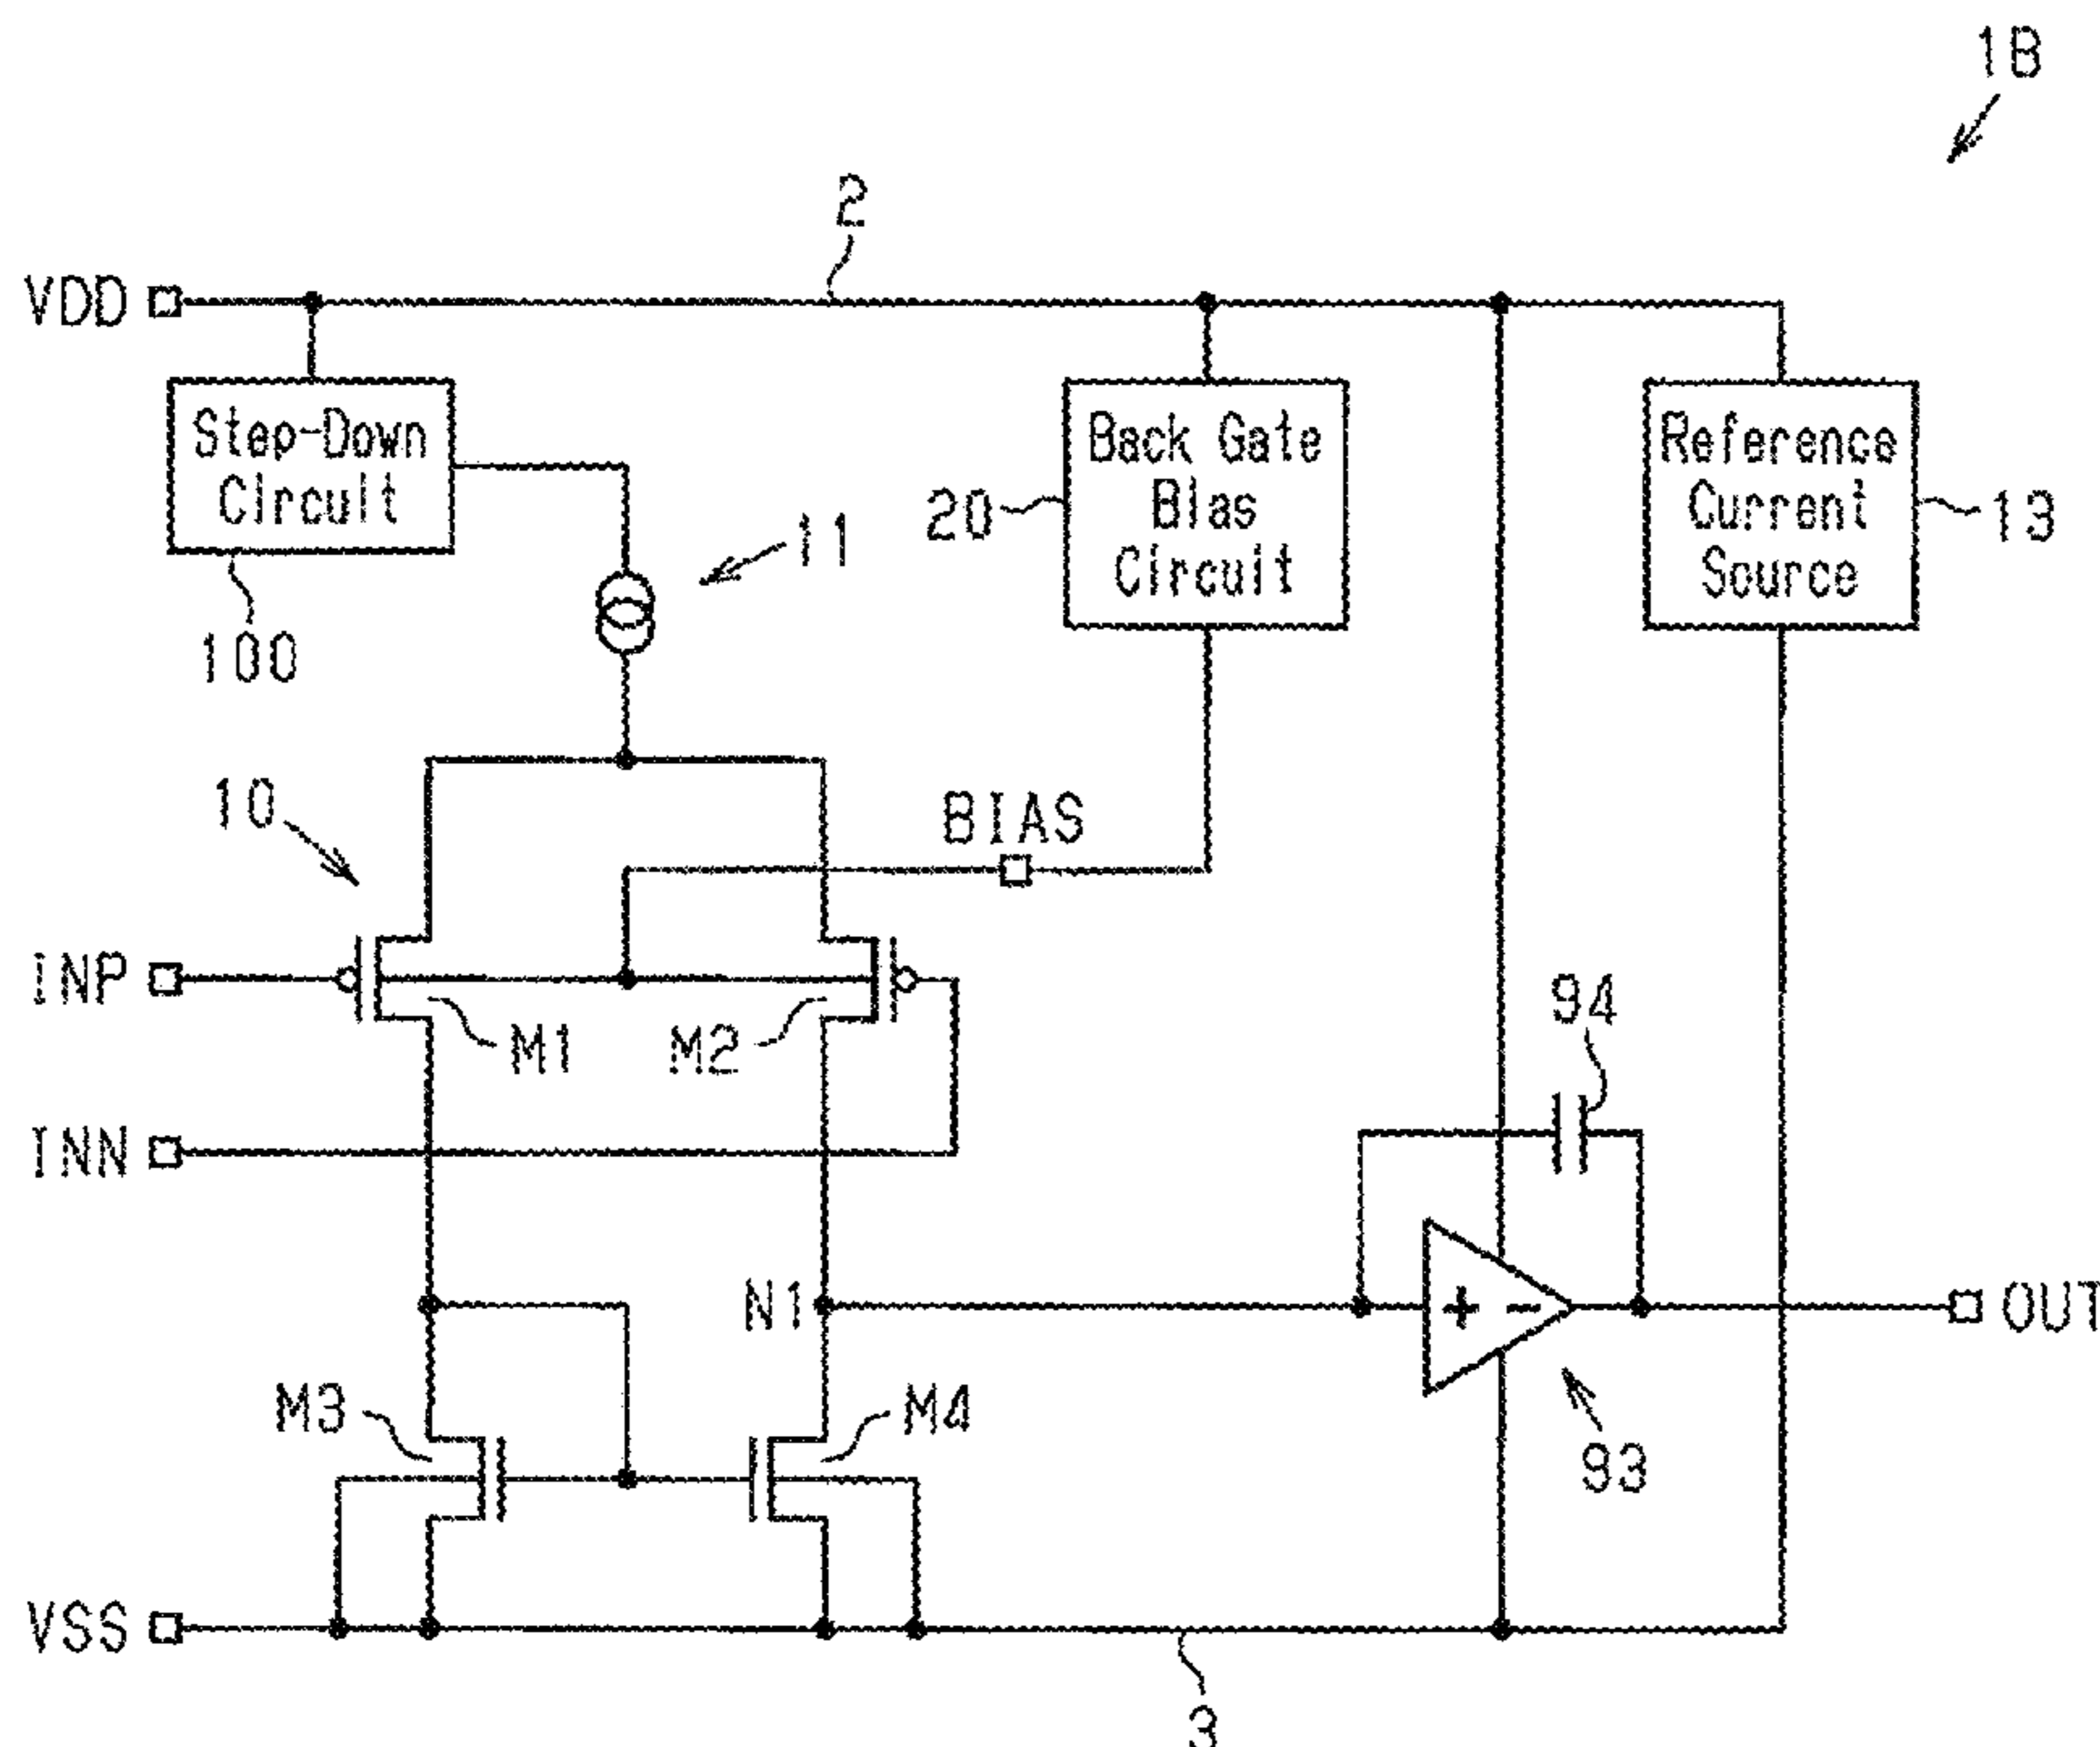 1B
2
VDD
Step-Down
Circuit
100
11
20
Back Gate
Bias
Circuit
Reference
Current
Source
13
10
BIAS
INP
M1
M2
94
INN
N1
+ -
OUT
M3
M4
93
VSS
3